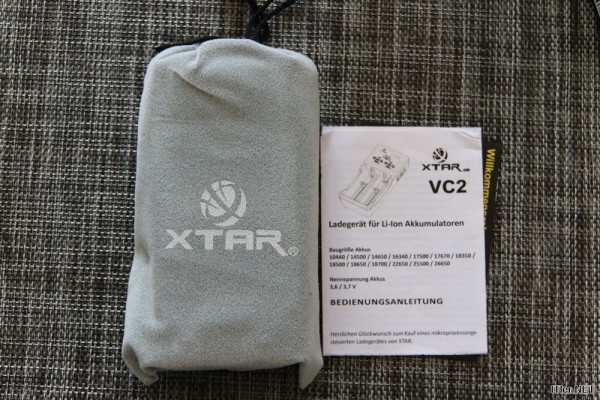 XTAR®
XTAR
VC2
Ladegerät für Li-Ion Akkumulatoren
Baugröße Akkus
10440 / 14500 / 14650 / 16340 / 17500 / 17670 / 18350 /
18500 / 18650 / 18700 / 22650 / 25500 / 26650
Nennspannung Akkus
3,6 / 3,7 V
BEDIENUNGSANLEITUNG
Herzlichen Glückwunsch zum Kauf eines mikroprozessorge-
steuerten Ladegerätes von XTAR.
Willkommen
ITler.NET